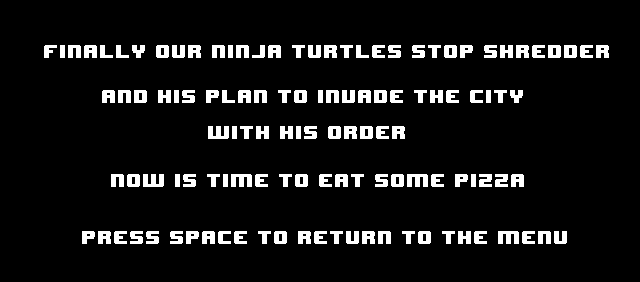 FINALLY OUR NINJA TURTLES STOP SHREDDER
AND HIS PLAN TO INVADE THE CITY
WITH HIS ORDER
NOW IS TIME TO EAT SOME PIZZA
PRESS SPACE TO RETURN TO THE MENU